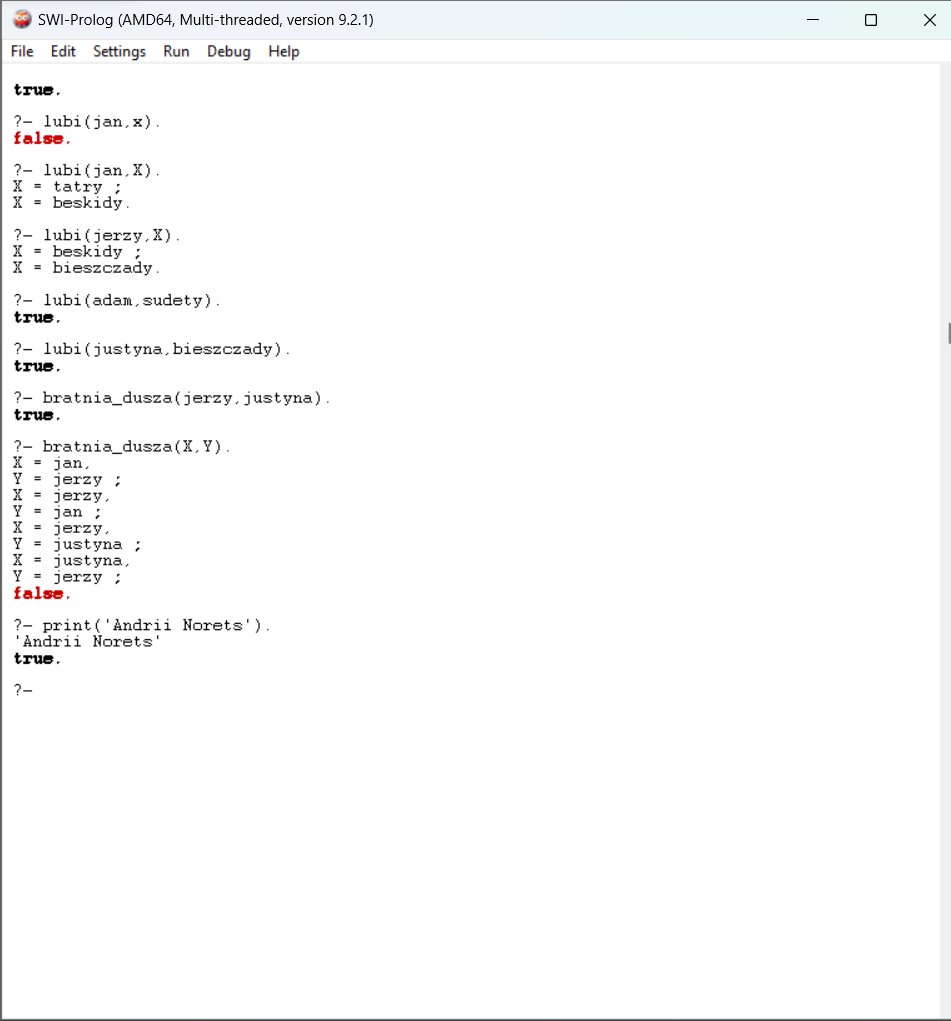 SWI-Prolog (AMD64, Multi-threaded, version 9.2.1)
File Edit Settings Run Debug Help
true.
?- lubi(jan,x).
false.
?- lubi(jan,X).
X = tatry ;
X = beskidy.
?- lubi(jerzy,X).
X = beskidy ;
X = bieszczady.
?- lubi(adam,sudety).
true.
?- lubi(justyna,bieszczady).
true.
?- bratnia_dusza(jerzy,justyna).
true.
?- bratnia_dusza(X,Y).
X = jan,
Y = jerzy ;
X = jerzy,
Y = jan ;
X = jerzy,
Y = justyna ;
X = justyna,
Y = jerzy ;
false.
?- print('Andrii Norets').
'Andrii Norets'
true.
?-